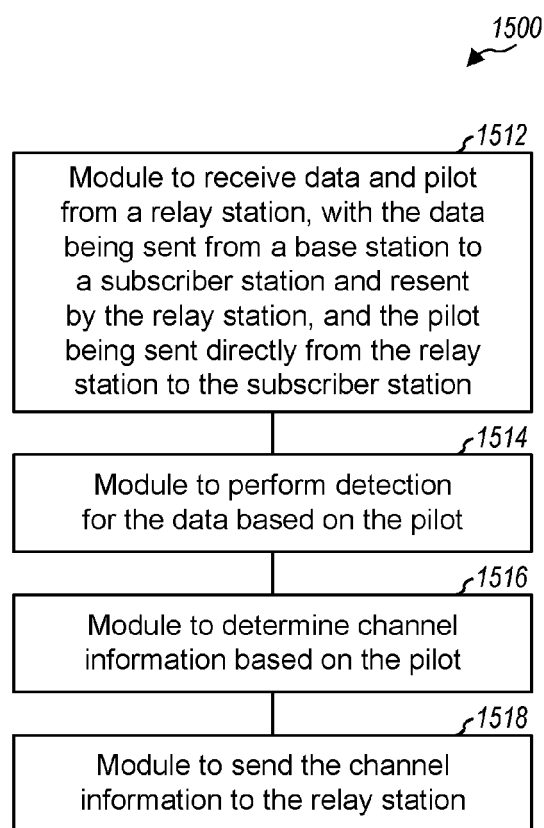 1500
1512
Module to receive data and pilot
from a relay station, with the data
being sent from a base station to
a subscriber station and resent
by the relay station, and the pilot
being sent directly from the relay
station to the subscriber station
1514
Module to perform detection
for the data based on the pilot
1516
Module to determine channel
information based on the pilot
1518
Module to send the channel
information to the relay station